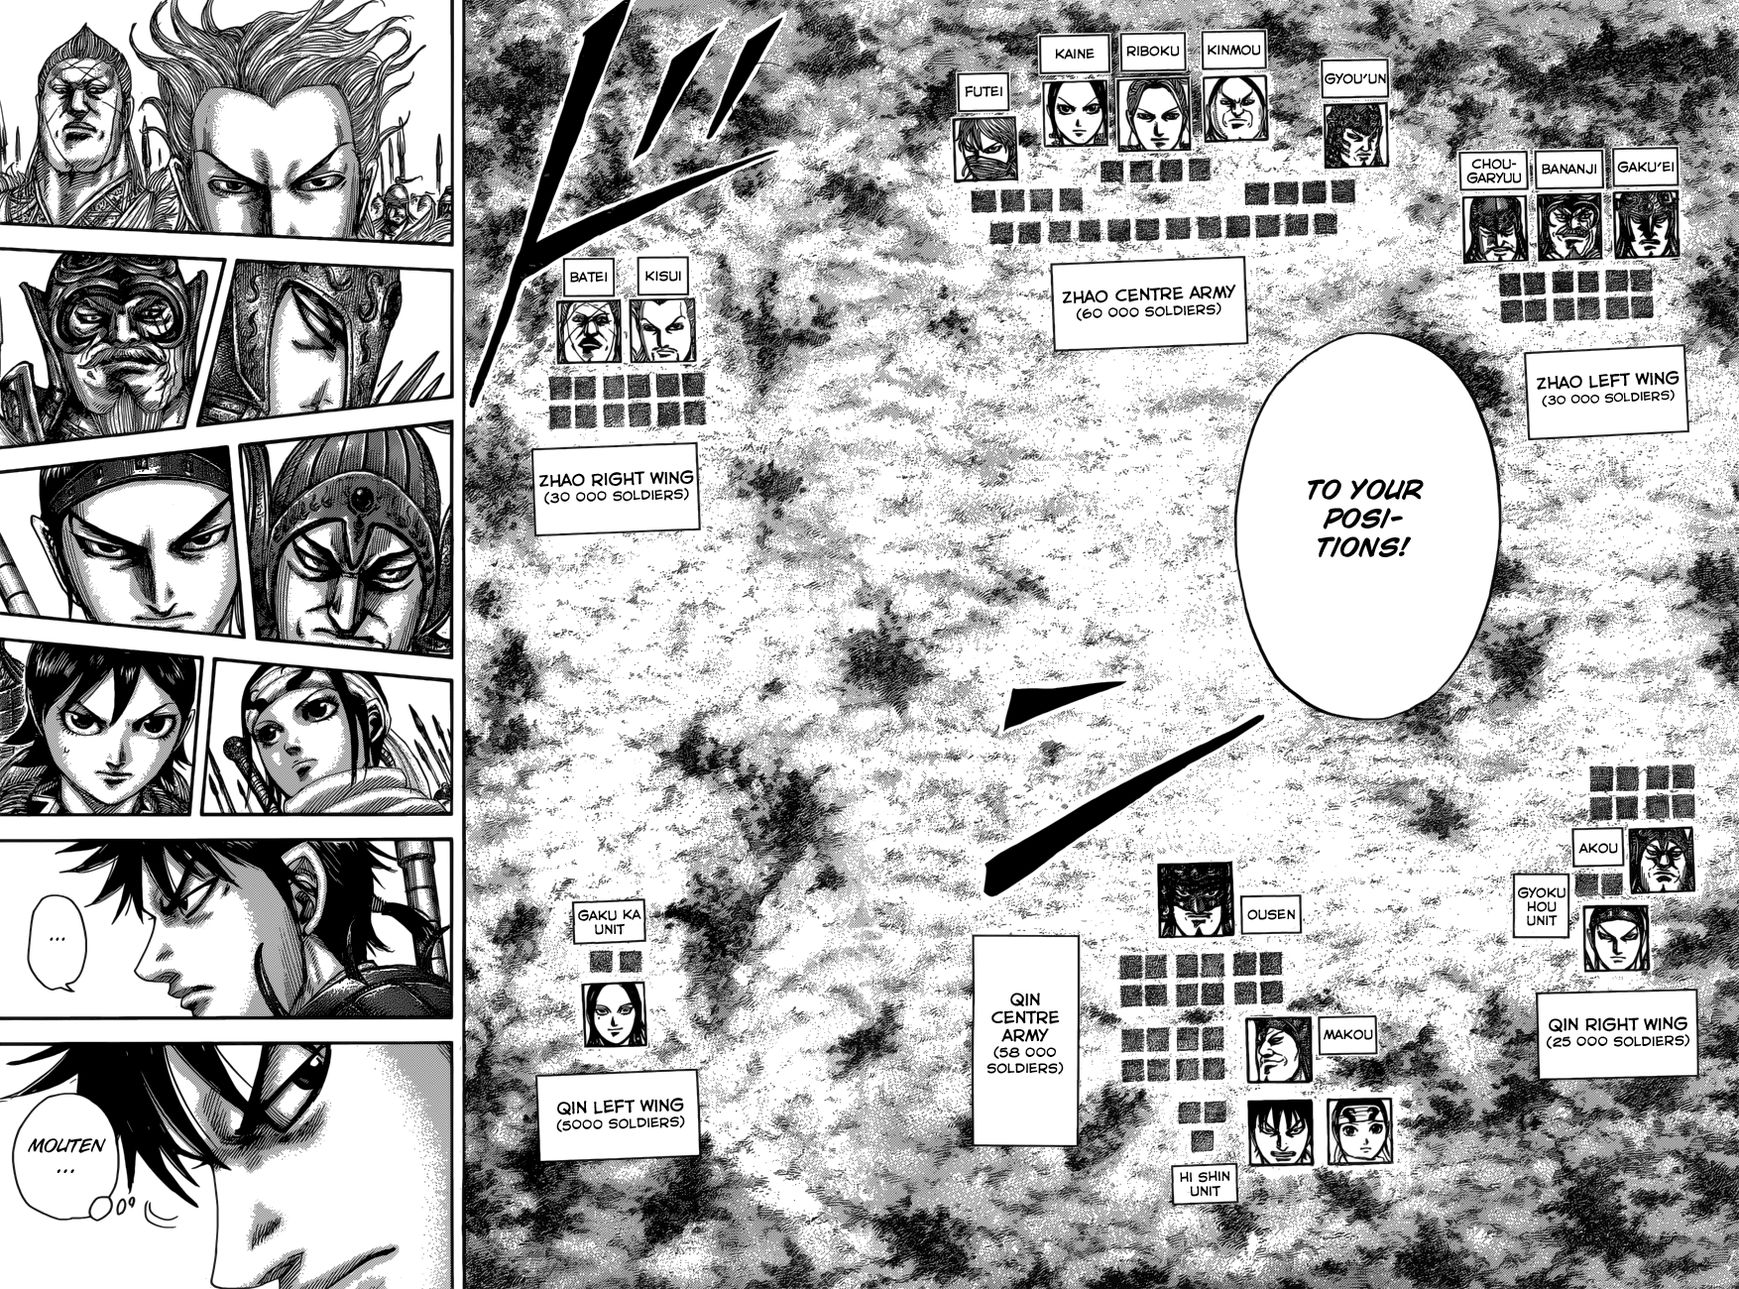 KAINE
RIBOKU
KINMOU
GYOU'UN
FUTEI
CHOU-
GARYUU
BANANJI
GAKU'EI
BATEI
KISUI
ZHAO CENTRE ARMY
(60 000 SOLDIERS)
ZHAO LEFT WING
(30 000 SOLDIERS)
ZHAO RIGHT WING
(30 000 SOLDIERS)
TO YOUR
POSI-
TIONS!
AKOU
GYOKU
HOU
UNIT
OUSEN
GAKU KA
UNIT
QIN
CENTRE
ARMY
(58 000
SOLDIERS)
MAKOU
QIN RIGHT WING
(25 000 SOLDIERS)
QIN LEFT WING
(5000 SOLDIERS)
HI SHIN
UNIT
...
MOUTEN
...